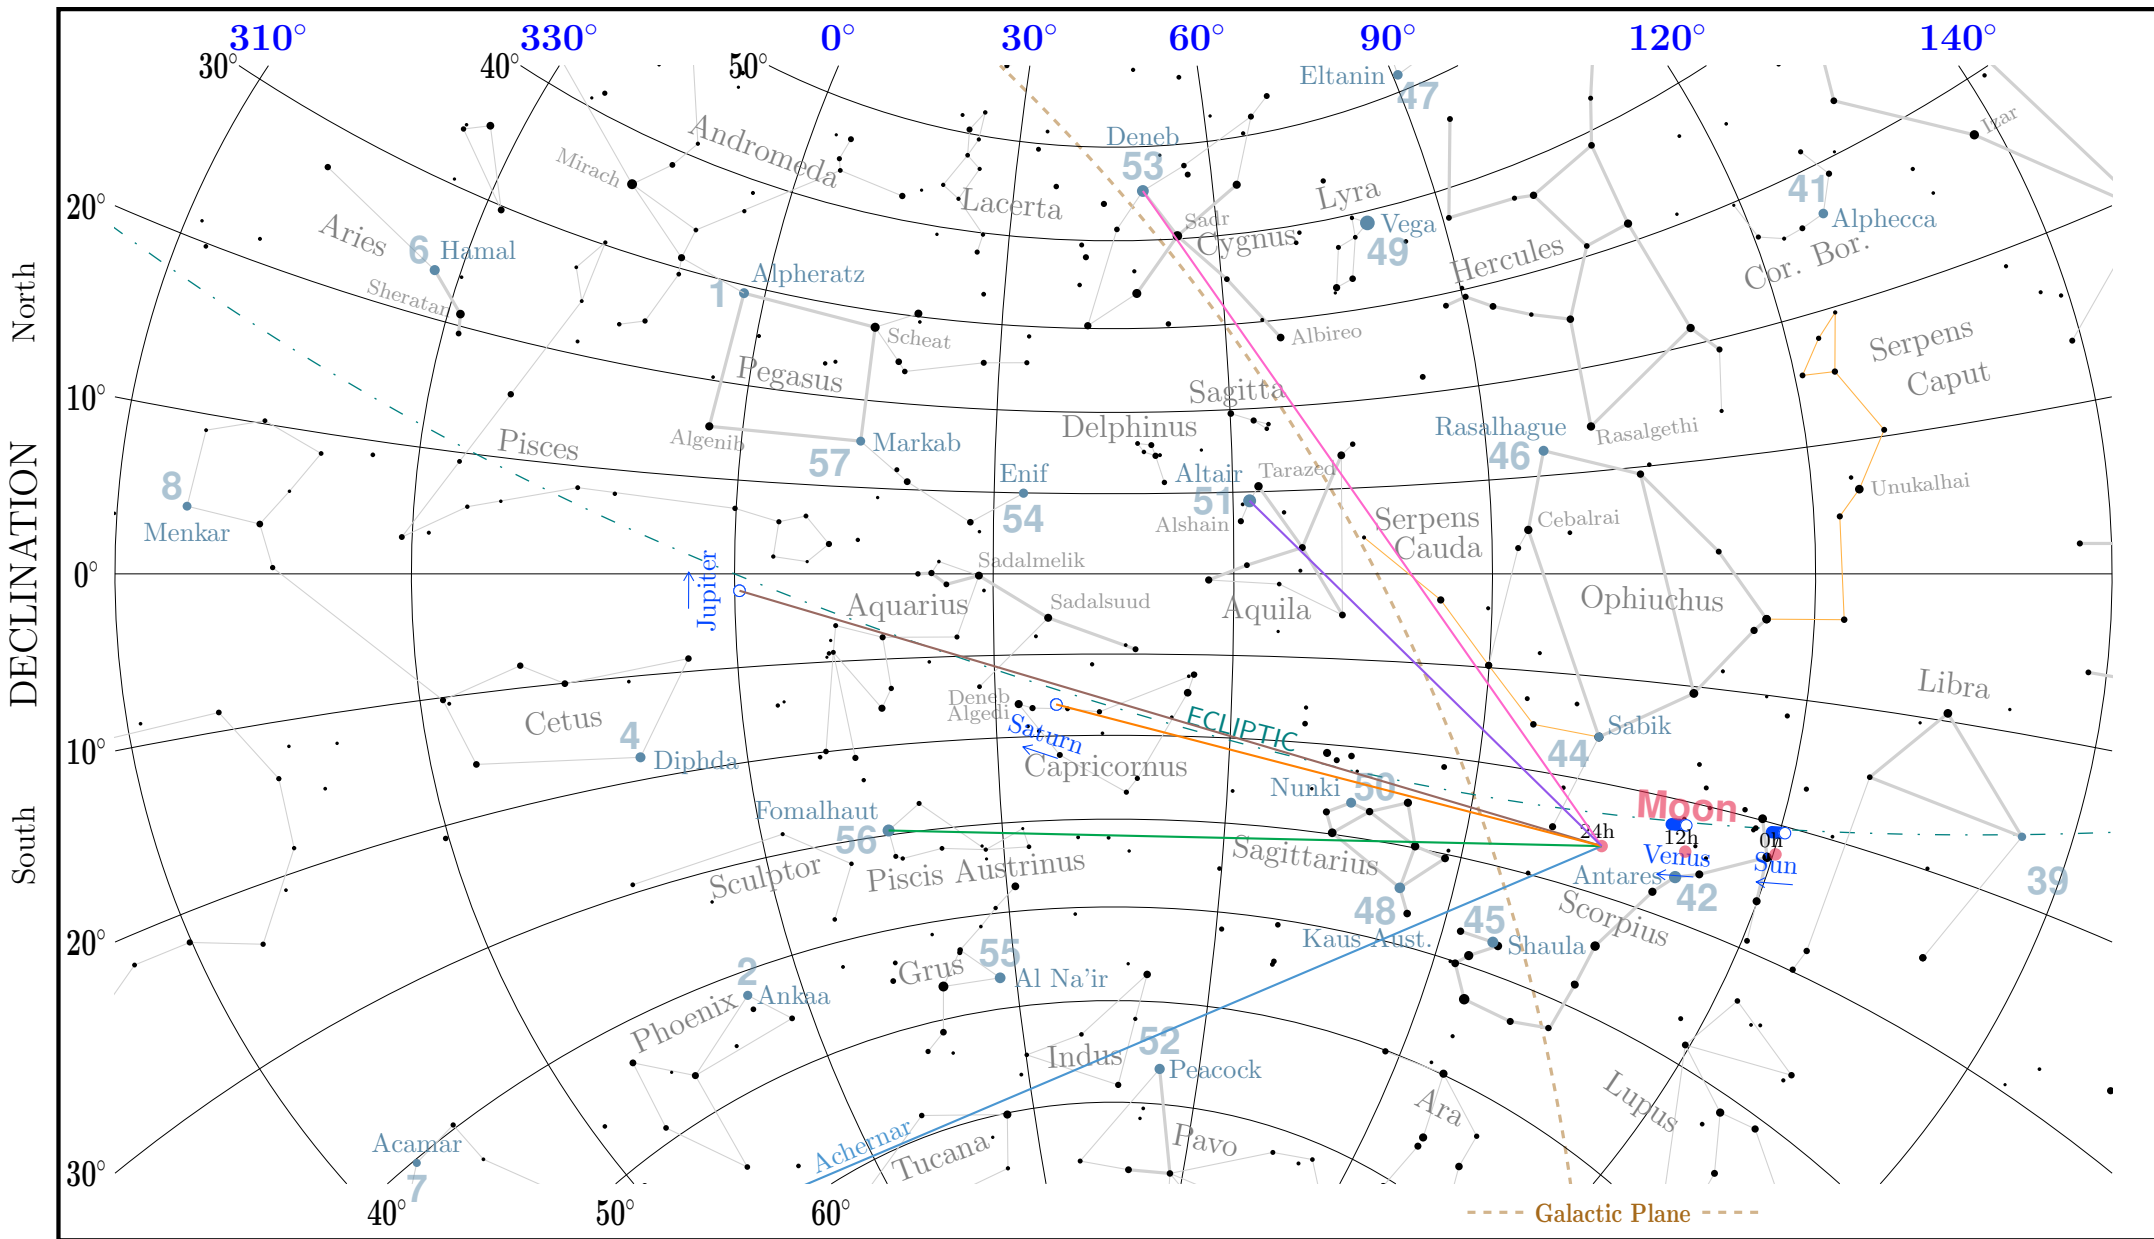 310° 330° 0° 30° 60° 90° 120° 140°
30° 40° 50°
Eltanin
47
Andromeda
Mirach
Deneb
53
Lacerta
Sadr
Cygnus
Lyra
Vega
49
Hercules
Izar
41
Alphecca
Cor. Bor.
20°
Aries
6 Hamal
Sheratan
Alpheratz
1
Scheat
Pegasus
Albireo
Sagitta
Serpens
Caput
North
10°
Pisces
Algenib
Markab
57
Delphinus
Enif
54
Altair
51
Tarazed
Alshain
Rasalhague
46
Rasalgethi
Unukalhai
8
Menkar
Serpens
Cauda
Cebalrai
DECLINATION
0°
Jupiter
Sadalmelik
Aquarius
Sadalsuud
Aquila
Ophiuchus
Cetus
4
Diphda
Deneb
Algedi
Saturn
Capricornus
ECLIPTIC
Sabik
44
Libra
10°
Nunki
50
Moon
24h 12h 0h
Venus
Sun
Fomalhaut
56
Sculptor
Piscis Austrinus
Sagittarius
Antares
42
39
South
48
Kaus Aust.
45
Shaula
Scorpius
20°
2
Ankaa
Phoenix
Grus
55
Al Na'ir
Indus
52
Peacock
Ara
Lupus
Acamar
7
Achernar
Tucana
Pavo
30°
40° 50° 60°
Galactic Plane